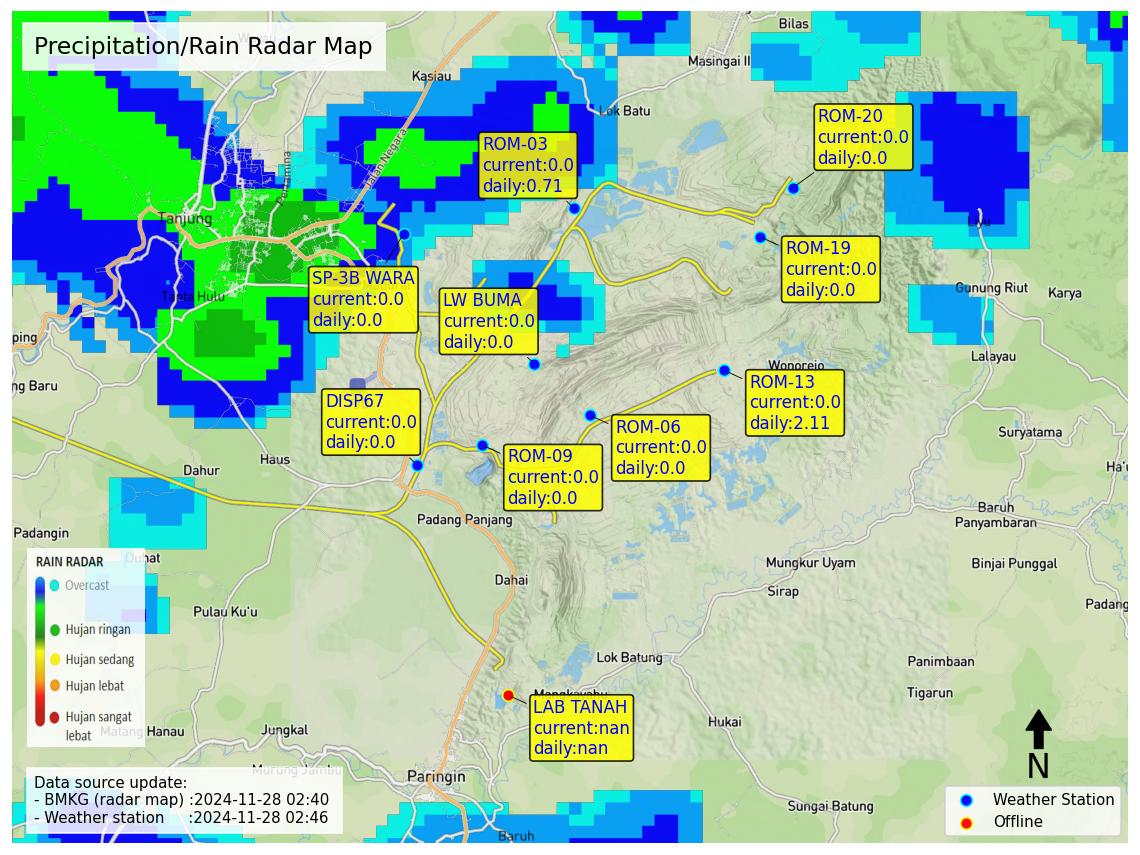 Precipitation/Rain Radar Map
Bilas
Masingai II
Kasiau
Lok Batu
ROM-20
current:0.0
daily:0.0
ROM-03
current:0.0
daily:0.71
Jalan Negara
Pertamina
Tanjung
Liyu
ROM-19
current:0.0
daily:0.0
SP-3B WARA
current:0.0
daily:0.0
LW BUMA
current:0.0
daily:0.0
Tanta Hulu
Gunung Riut
Karya
ping
Lalayau
Wonorejo
ng Baru
ROM-13
current:0.0
daily:2.11
DISP67
current:0.0
daily:0.0
ROM-06
current:0.0
daily:0.0
Suryatama
ROM-09
current:0.0
daily:0.0
Haus
Dahur
Ha'u
Baruh
Panyambaran
Padang Panjang
Padangin
Duhat
Mungkur Uyam
Binjai Punggal
Dahai
Sirap
Padang
Pulau Ku'u
RAIN RADAR
Overcast
Hujan ringan
Hujan sedang
Hujan lebat
Hujan sangat
lebat
Lok Batung
Panimbaan
Tigarun
Mangkayahu
LAB TANAH
current:nan
daily:nan
Hukai
Matang Hanau
Jungkal
Murung Jambu
Paringin
Sungai Batung
Baruh
Data source update:
- BMKG (radar map) :2024-11-28 02:40
- Weather station :2024-11-28 02:46
N
Weather Station
Offline